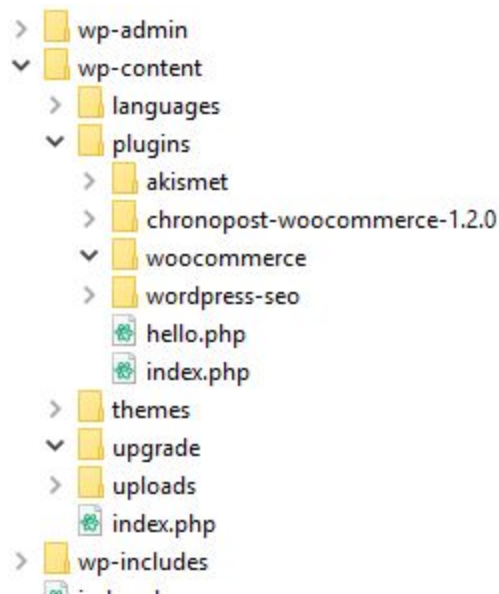 wp-admin
wp-content
languages
plugins
akismet
chronopost-woocommerce-1.2.0
woocommerce
wordpress-seo
hello.php
index.php
themes
upgrade
uploads
index.php
wp-includes